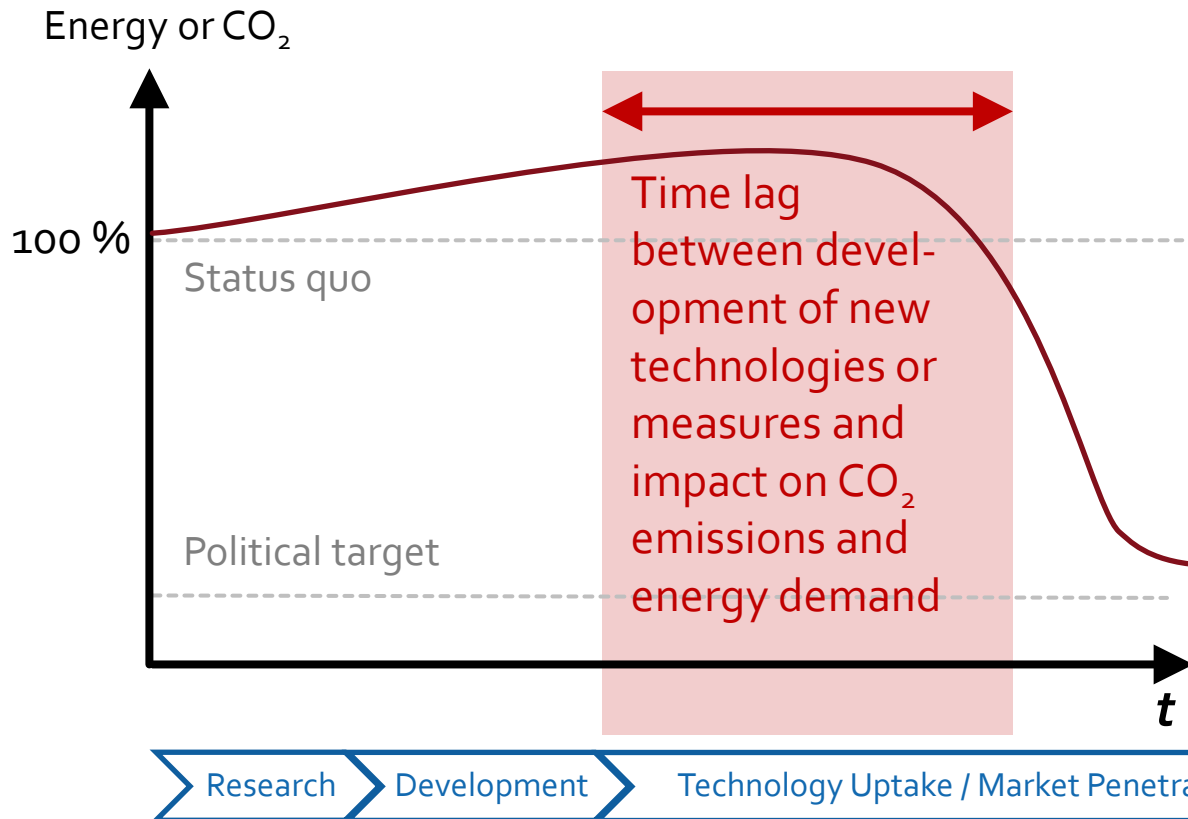 Energy or CO₂
100 %
Status quo
Time lag
between devel-
opment of new
technologies or
measures and
impact on CO₂
emissions and
energy demand
Political target
t
Research
Development
Technology Uptake / Market Penetra